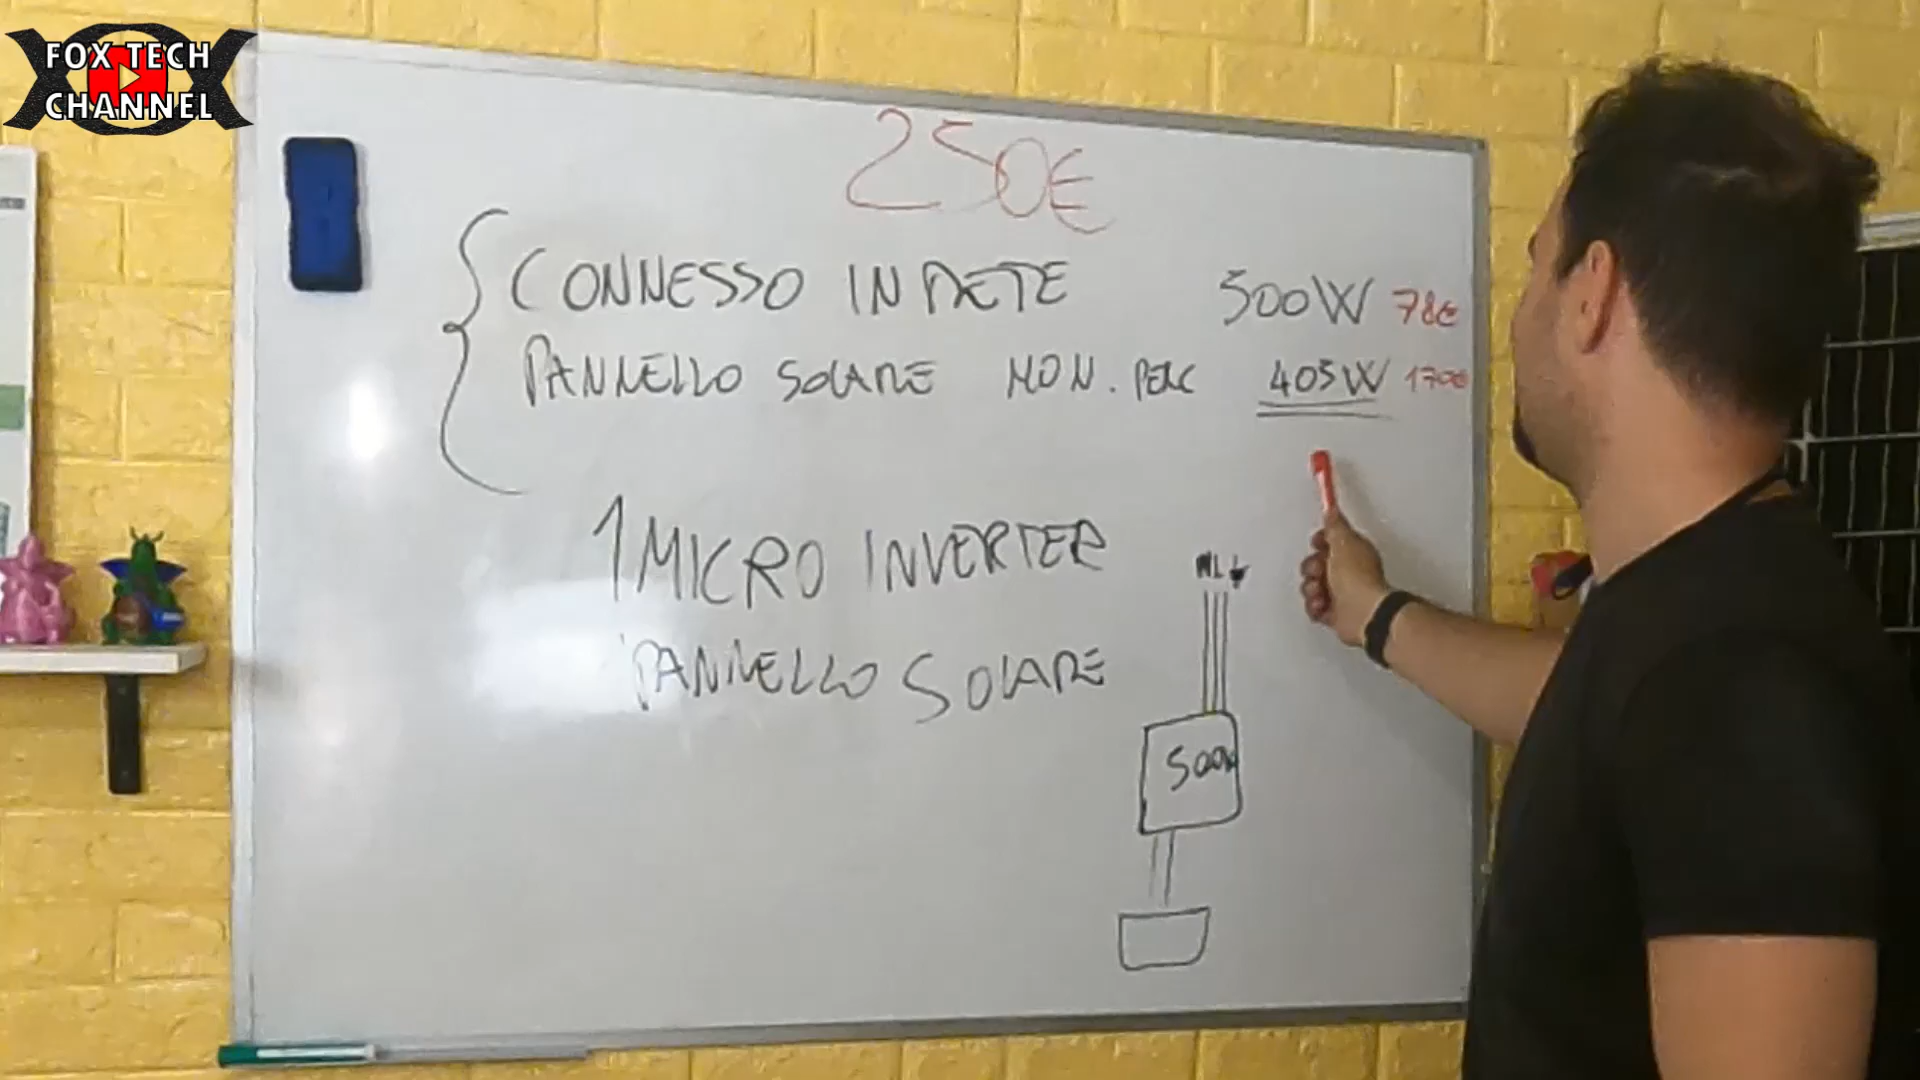 FOX TECH
CHANNEL
250€
CONNESSO IN RETE 500W 78€
PANNELLO SOLARE MON. PERC 405W 170€
1 MICRO INVERTER
PANNELLO SOLARE
500W